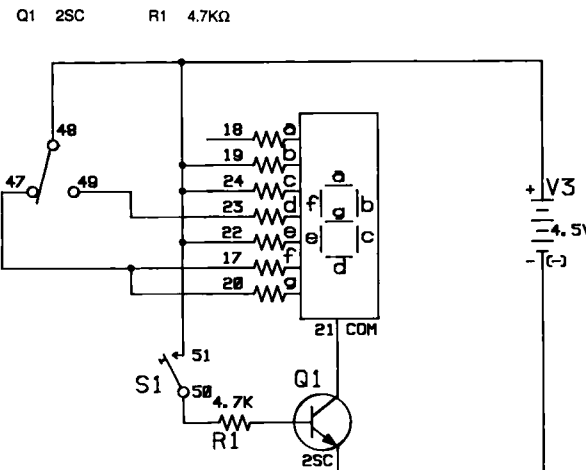 Q1 2SC R1 4.7KΩ
48
47
49
18 a
19 b
24 c
23 d
22 e
17 f
20 g
a
f b
g
e c
d
+ V3
4.5V
- (-)
21 COM
51
S1
50
4.7K
R1
Q1
2SC